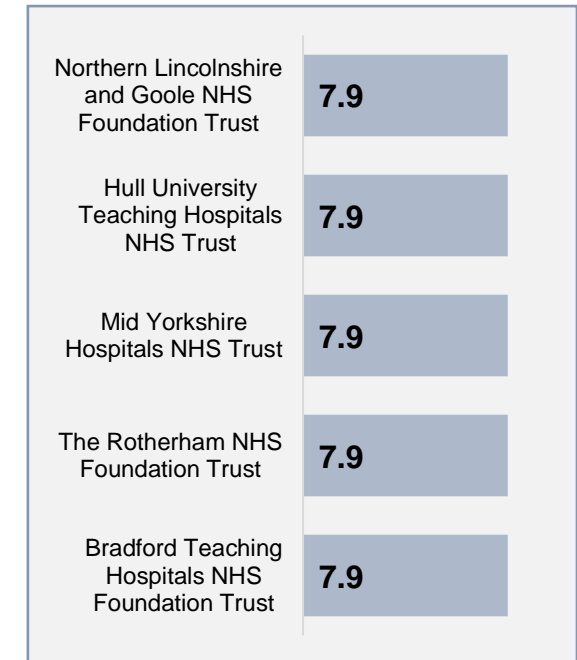 Northern Lincolnshire
and Goole NHS
Foundation Trust
7.9
Hull University
Teaching Hospitals
NHS Trust
7.9
Mid Yorkshire
Hospitals NHS Trust
7.9
The Rotherham NHS
Foundation Trust
7.9
Bradford Teaching
Hospitals NHS
Foundation Trust
7.9